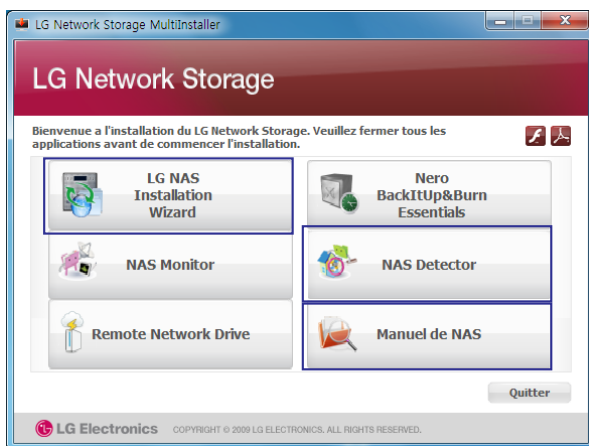 LG Network Storage MultiInstaller
LG Network Storage
Bienvenue a l'installation du LG Network Storage. Veuillez fermer tous les
applications avant de commencer l'installation.
LG NAS
Installation
Wizard
Nero
BackItUp&Burn
Essentials
NAS Monitor
NAS Detector
Remote Network Drive
Manuel de NAS
Quitter
LG Electronics COPYRIGHT © 2009 LG ELECTRONICS. ALL RIGHTS RESERVED.